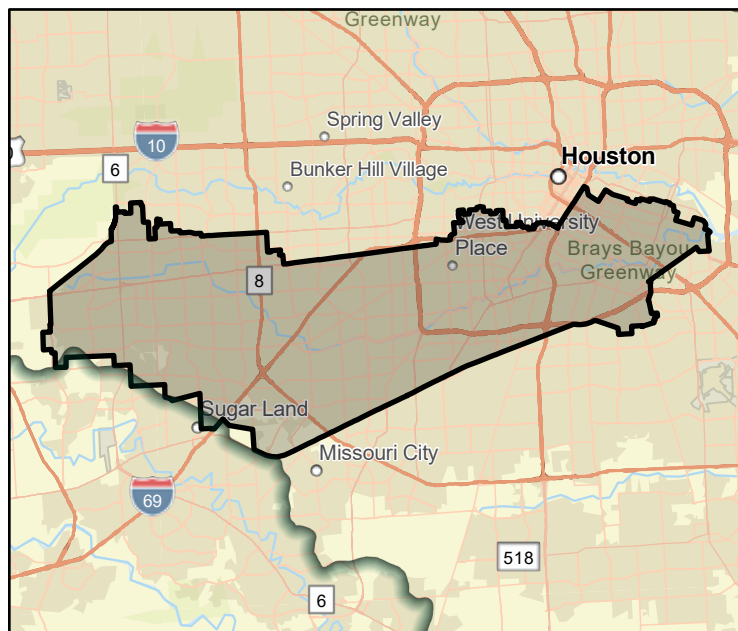 Greenway
Spring Valley
10
6
Houston
Bunker Hill Village
West University
Place
Brays Bayou
Greenway
8
Sugar Land
Missouri City
69
518
6